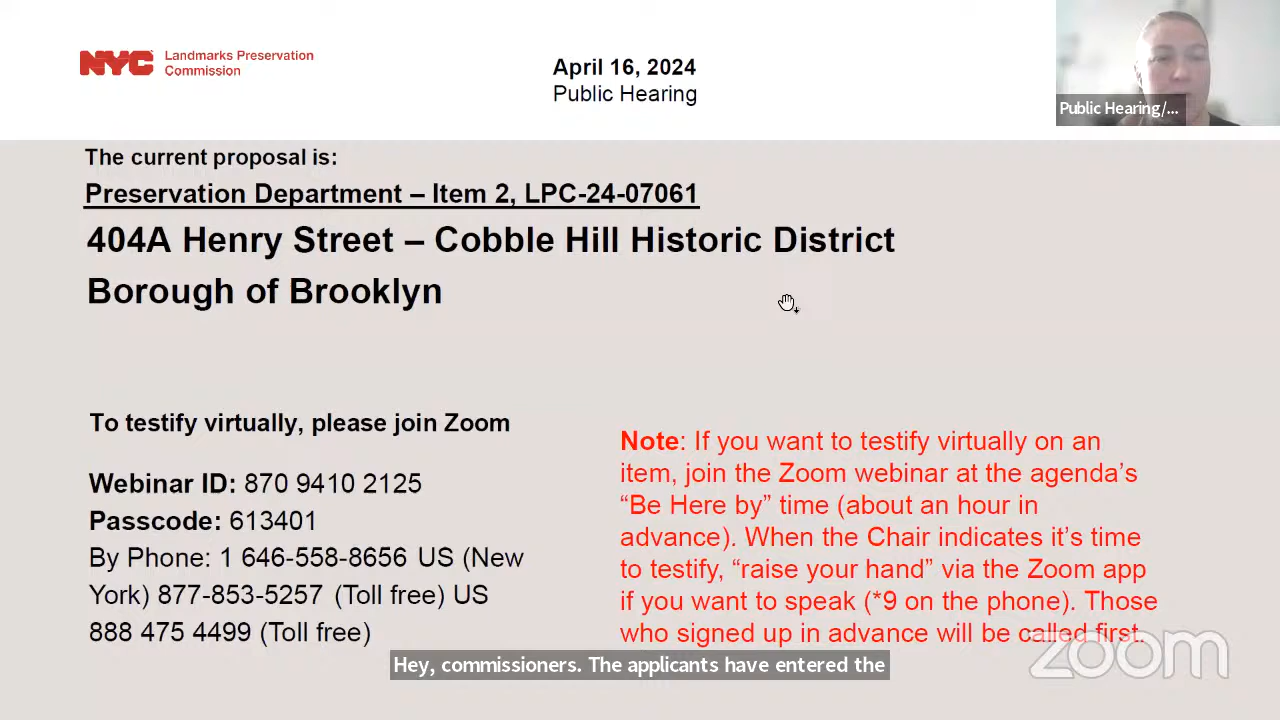 NYC Landmarks Preservation
Commission
April 16, 2024
Public Hearing
Public Hearing/...
The current proposal is:
Preservation Department – Item 2, LPC-24-07061
404A Henry Street – Cobble Hill Historic District
Borough of Brooklyn
To testify virtually, please join Zoom
Webinar ID: 870 9410 2125
Passcode: 613401
By Phone: 1 646-558-8656 US (New
York) 877-853-5257 (Toll free) US
888 475 4499 (Toll free)
Note: If you want to testify virtually on an
item, join the Zoom webinar at the agenda’s
“Be Here by” time (about an hour in
advance). When the Chair indicates it’s time
to testify, “raise your hand” via the Zoom app
if you want to speak (*9 on the phone). Those
who signed up in advance will be called first.
Hey, commissioners. The applicants have entered the
zoom